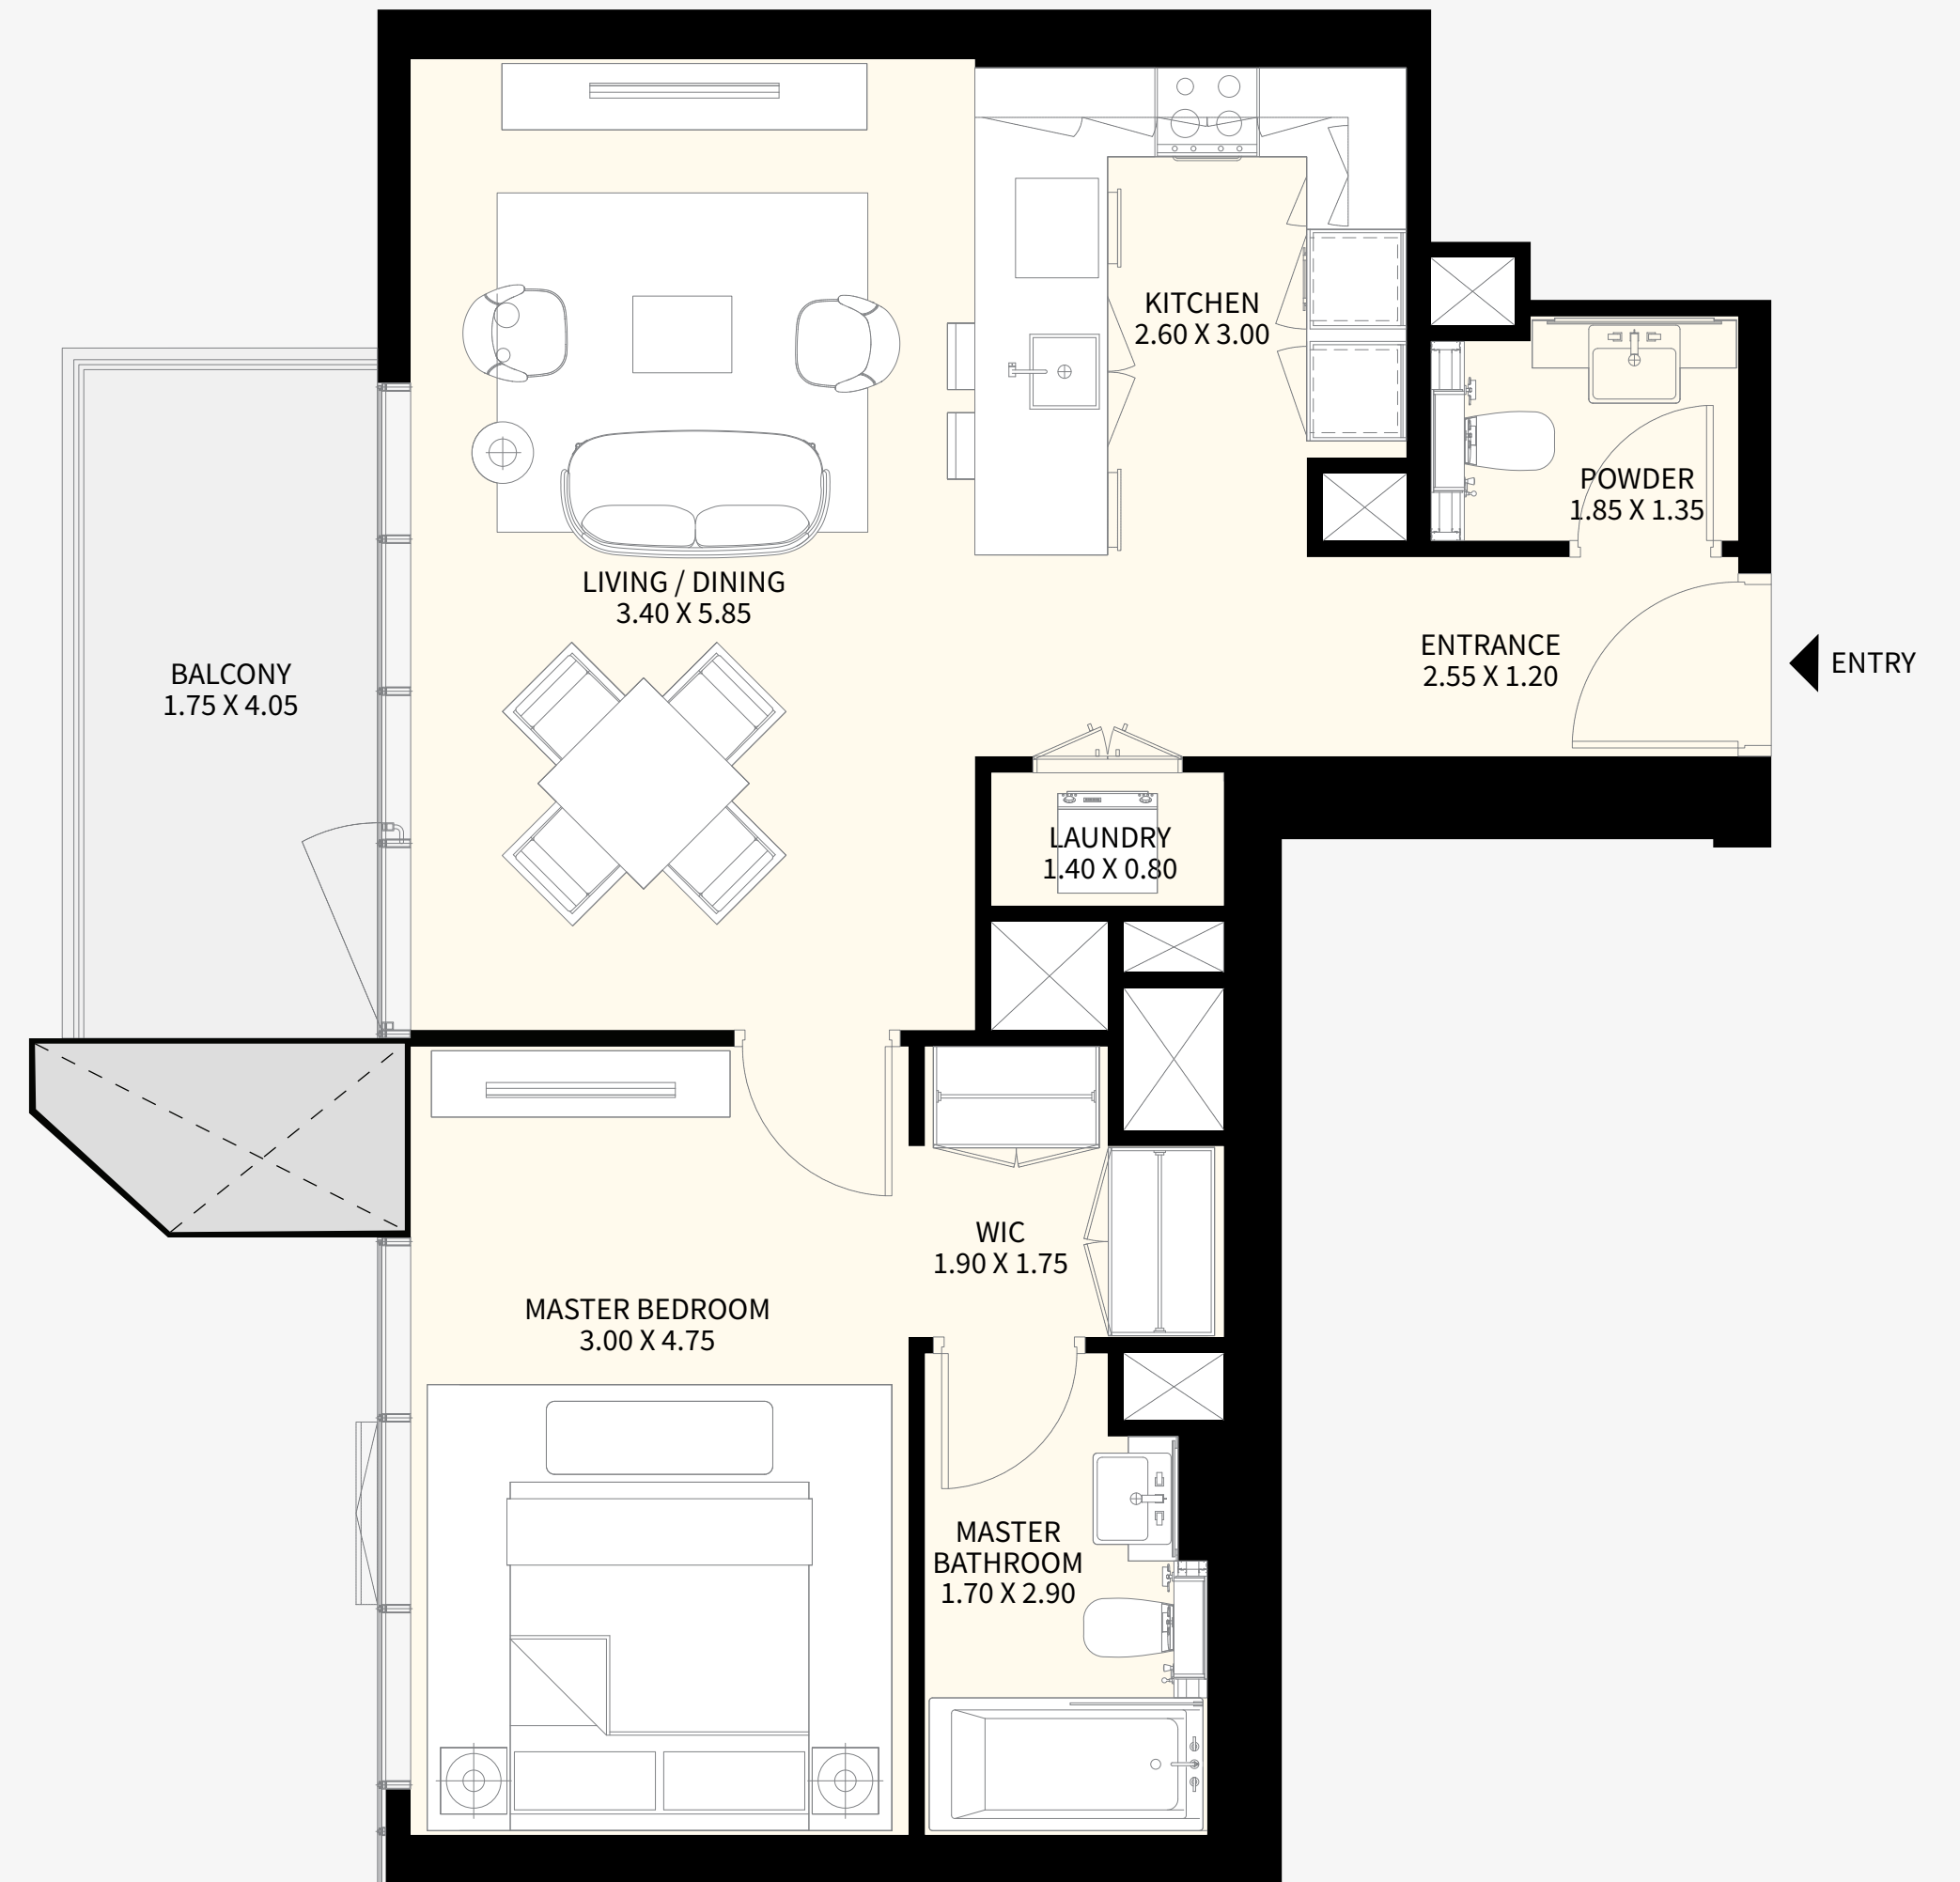 KITCHEN
2.60 X 3.00
POWDER
1.85 X 1.35
LIVING / DINING
3.40 X 5.85
ENTRANCE
2.55 X 1.20
ENTRY
BALCONY
1.75 X 4.05
LAUNDRY
1.40 X 0.80
WIC
1.90 X 1.75
MASTER BEDROOM
3.00 X 4.75
MASTER
BATHROOM
1.70 X 2.90